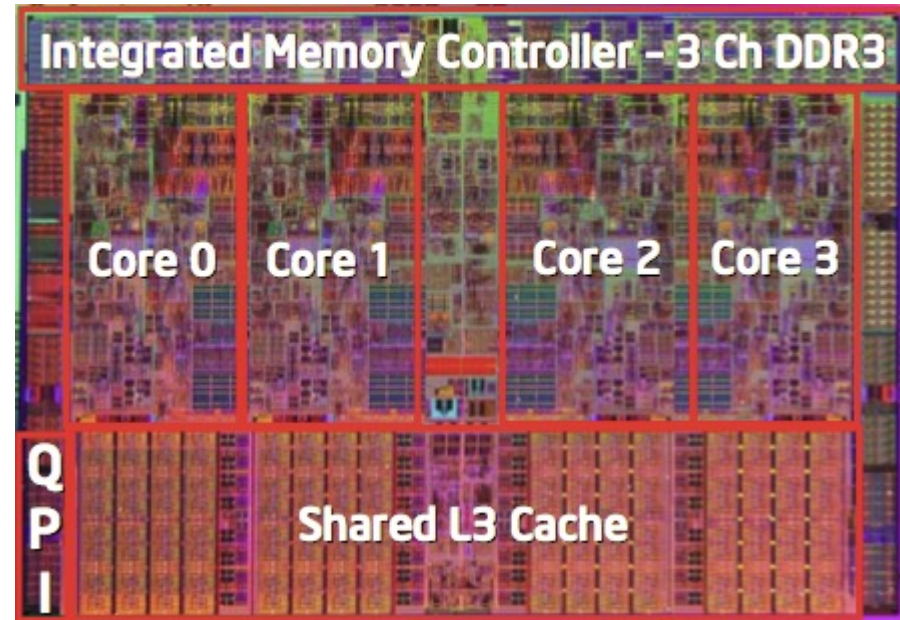 Integrated Memory Controller – 3 Ch DDR3
Core 0
Core 1
Core 2
Core 3
Q
P
I
Shared L3 Cache